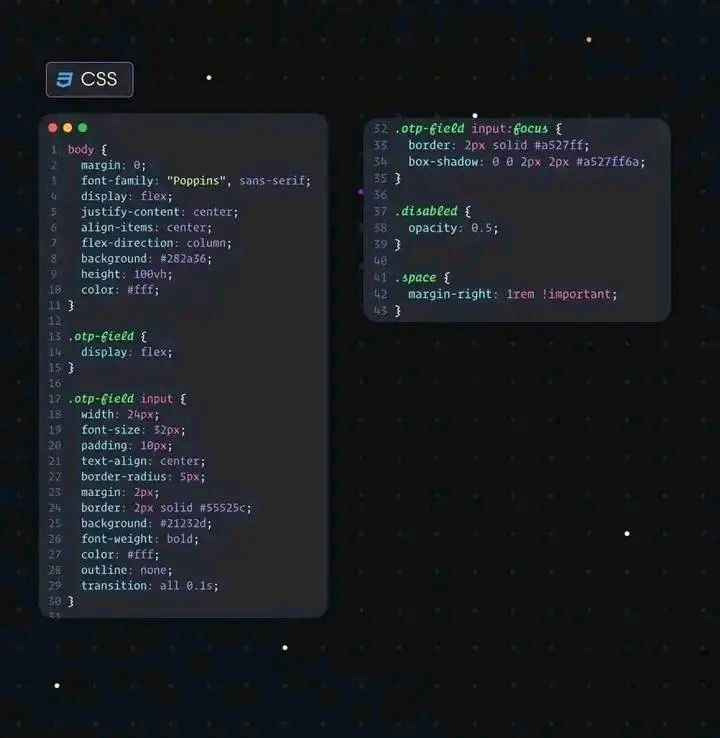 CSS
1 body {
2   margin: 0;
3   font-family: "Poppins", sans-serif;
4   display: flex;
5   justify-content: center;
6   align-items: center;
7   flex-direction: column;
8   background: #282a36;
9   height: 100vh;
10   color: #fff;
11 }
12
13 .otp-field {
14   display: flex;
15 }
16
17 .otp-field input {
18   width: 24px;
19   font-size: 32px;
20   padding: 10px;
21   text-align: center;
22   border-radius: 5px;
23   margin: 2px;
24   border: 2px solid #55525c;
25   background: #21232d;
26   font-weight: bold;
27   color: #fff;
28   outline: none;
29   transition: all 0.1s;
30 }
31
32 .otp-field input:focus {
33   border: 2px solid #a527ff;
34   box-shadow: 0 0 2px 2px #a527ff6a;
35 }
36
37 .disabled {
38   opacity: 0.5;
39 }
40
41 .space {
42   margin-right: 1rem !important;
43 }